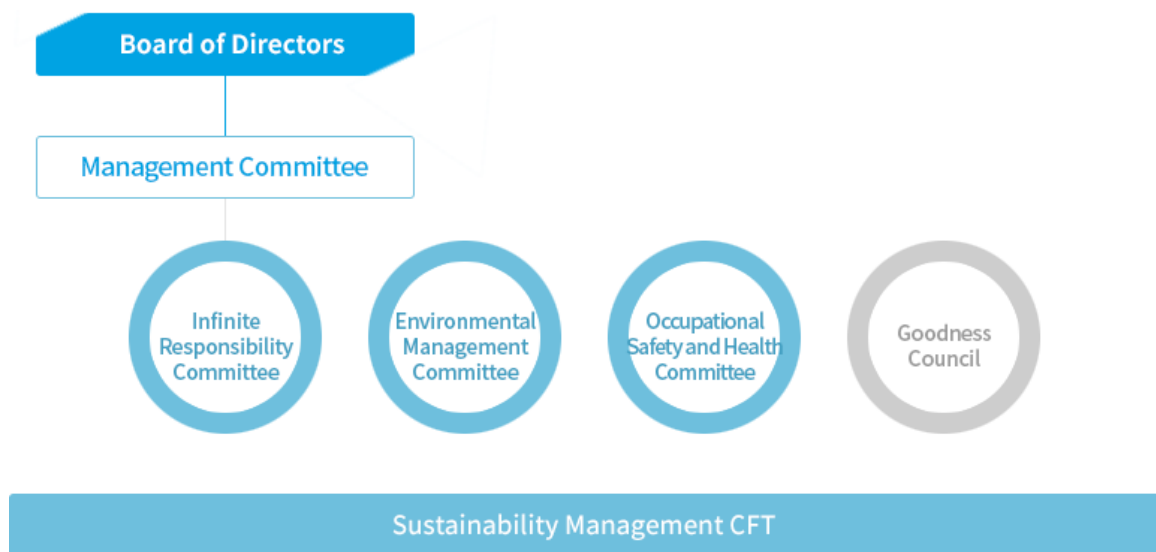 Board of Directors
Management Committee
Infinite
Responsibility
Committee
Environmental
Management
Committee
Occupational
Safety and Health
Committee
Goodness
Council
Sustainability Management CFT